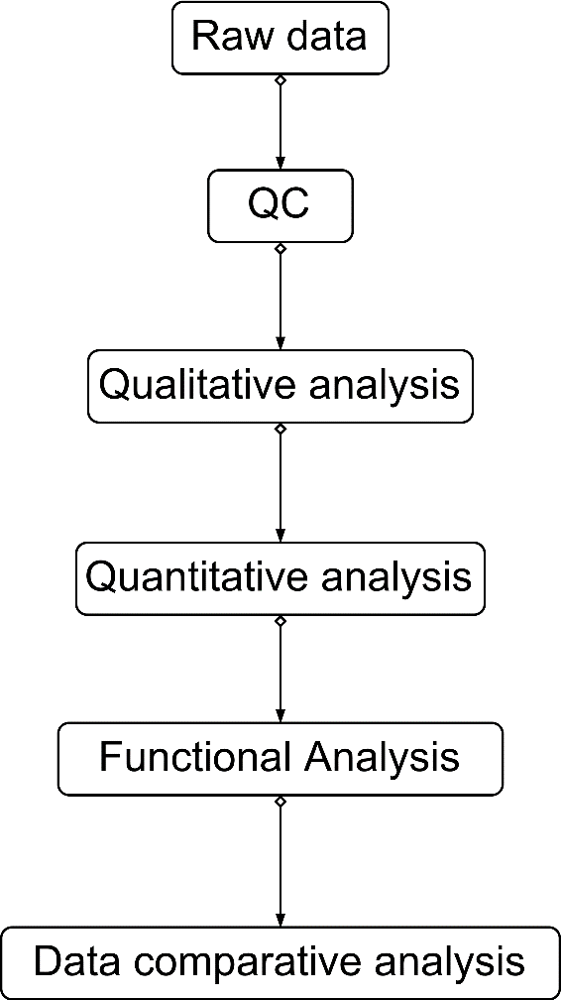 Raw data
QC
Qualitative analysis
Quantitative analysis
Functional Analysis
Data comparative analysis